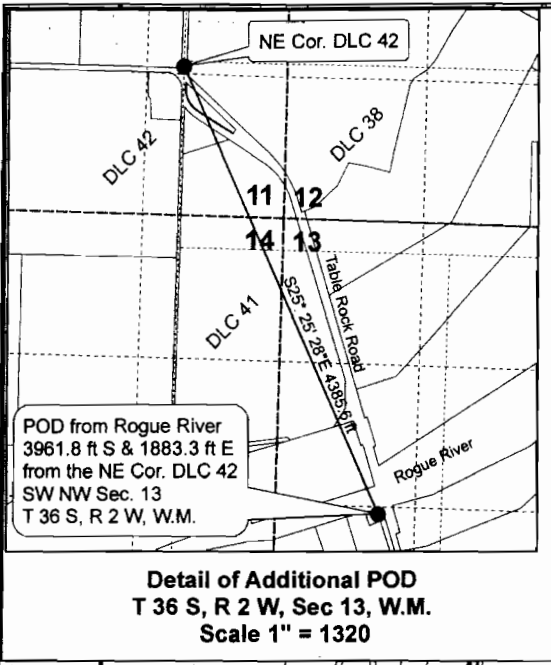 NE Cor. DLC 42
DLC 42
DLC 38
11 12
14 13
DLC 41
Table Rock Road
S25° 25' 28"E 4385.6 ft
POD from Rogue River
3961.8 ft S & 1883.3 ft E
from the NE Cor. DLC 42
SW NW Sec. 13
T 36 S, R 2 W, W.M.
Rogue River
Detail of Additional POD
T 36 S, R 2 W, Sec 13, W.M.
Scale 1" = 1320